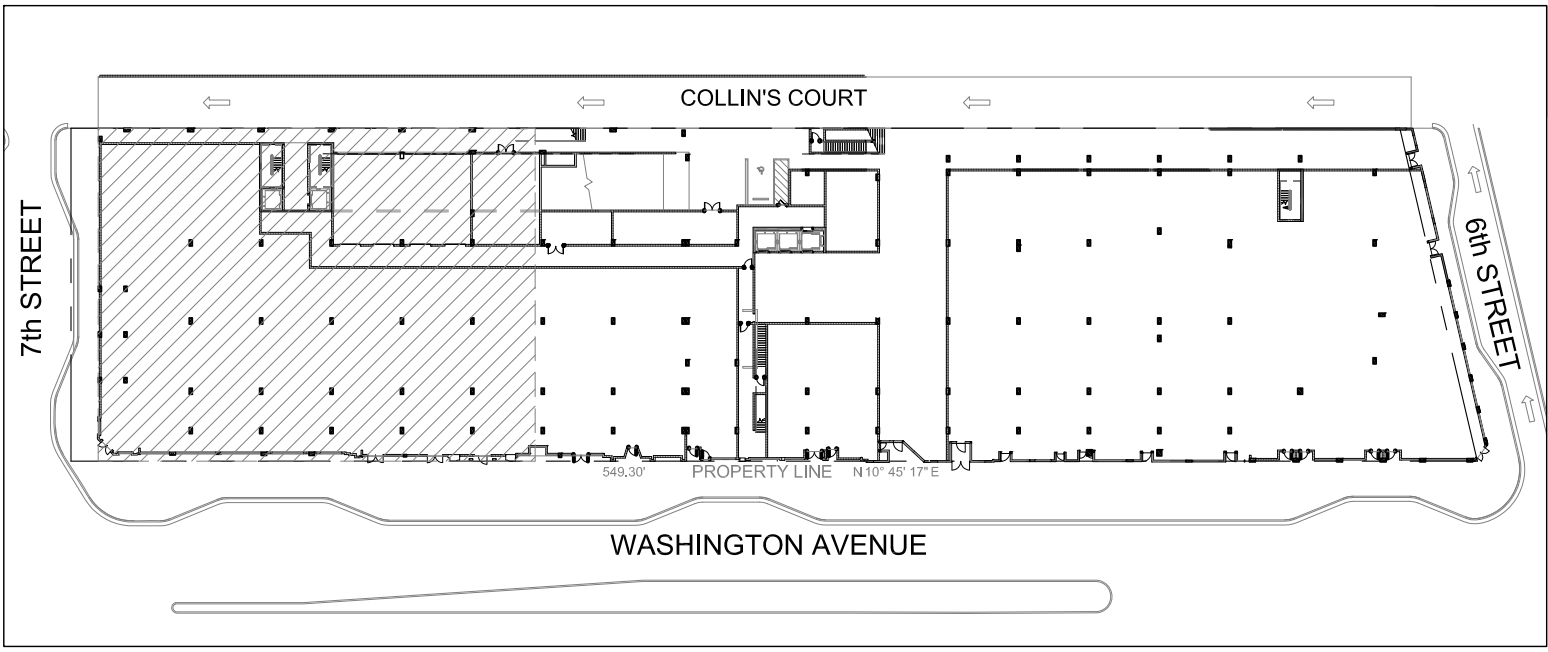 COLLIN'S COURT
7th STREET
6th STREET
549.30' PROPERTY LINE N 10° 45' 17" E
WASHINGTON AVENUE